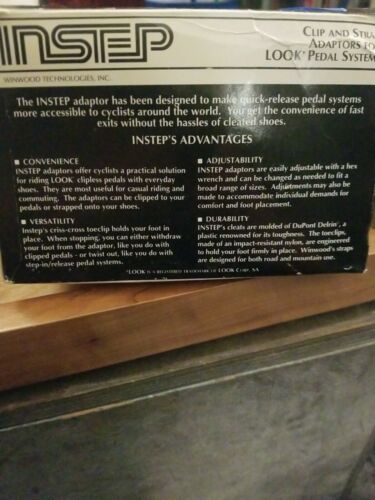 INSTEP
CLIP AND STRA
ADAPTORS FO
LOOK* PEDAL SYSTEM
WINWOOD TECHNOLOGIES, INC.
The INSTEP adaptor has been designed to make quick-release pedal systems
more accessible to cyclists around the world. You get the convenience of fast
exits without the hassles of cleated shoes.
INSTEP'S ADVANTAGES
■ CONVENIENCE
INSTEP adaptors offer cyclists a practical solution
for riding LOOK* clipless pedals with everyday
shoes. They are most useful for casual riding and
commuting. The adaptors can be clipped to your
pedals or strapped onto your shoes.
■ VERSATILITY
Instep's criss-cross toeclip holds your foot in
place. When stopping, you can either withdraw
your foot from the adaptor, like you do with
clipped pedals - or twist out, like you do with
step-in/release pedal systems.
■ ADJUSTABILITY
INSTEP adaptors are easily adjustable with a hex
wrench and can be changed as needed to fit a
broad range of sizes. Adjustments may also be
made to accommodate individual demands for
comfort and foot placement.
■ DURABILITY
INSTEP's cleats are molded of DuPont Delrin®, a
plastic renowned for its toughness. The toeclips,
made of an impact-resistant nylon, are engineered
to hold your foot firmly in place. Winwood's straps
are designed for both road and mountain use.
*LOOK IS A REGISTERED TRADEMARK OF LOOK CORP. SA